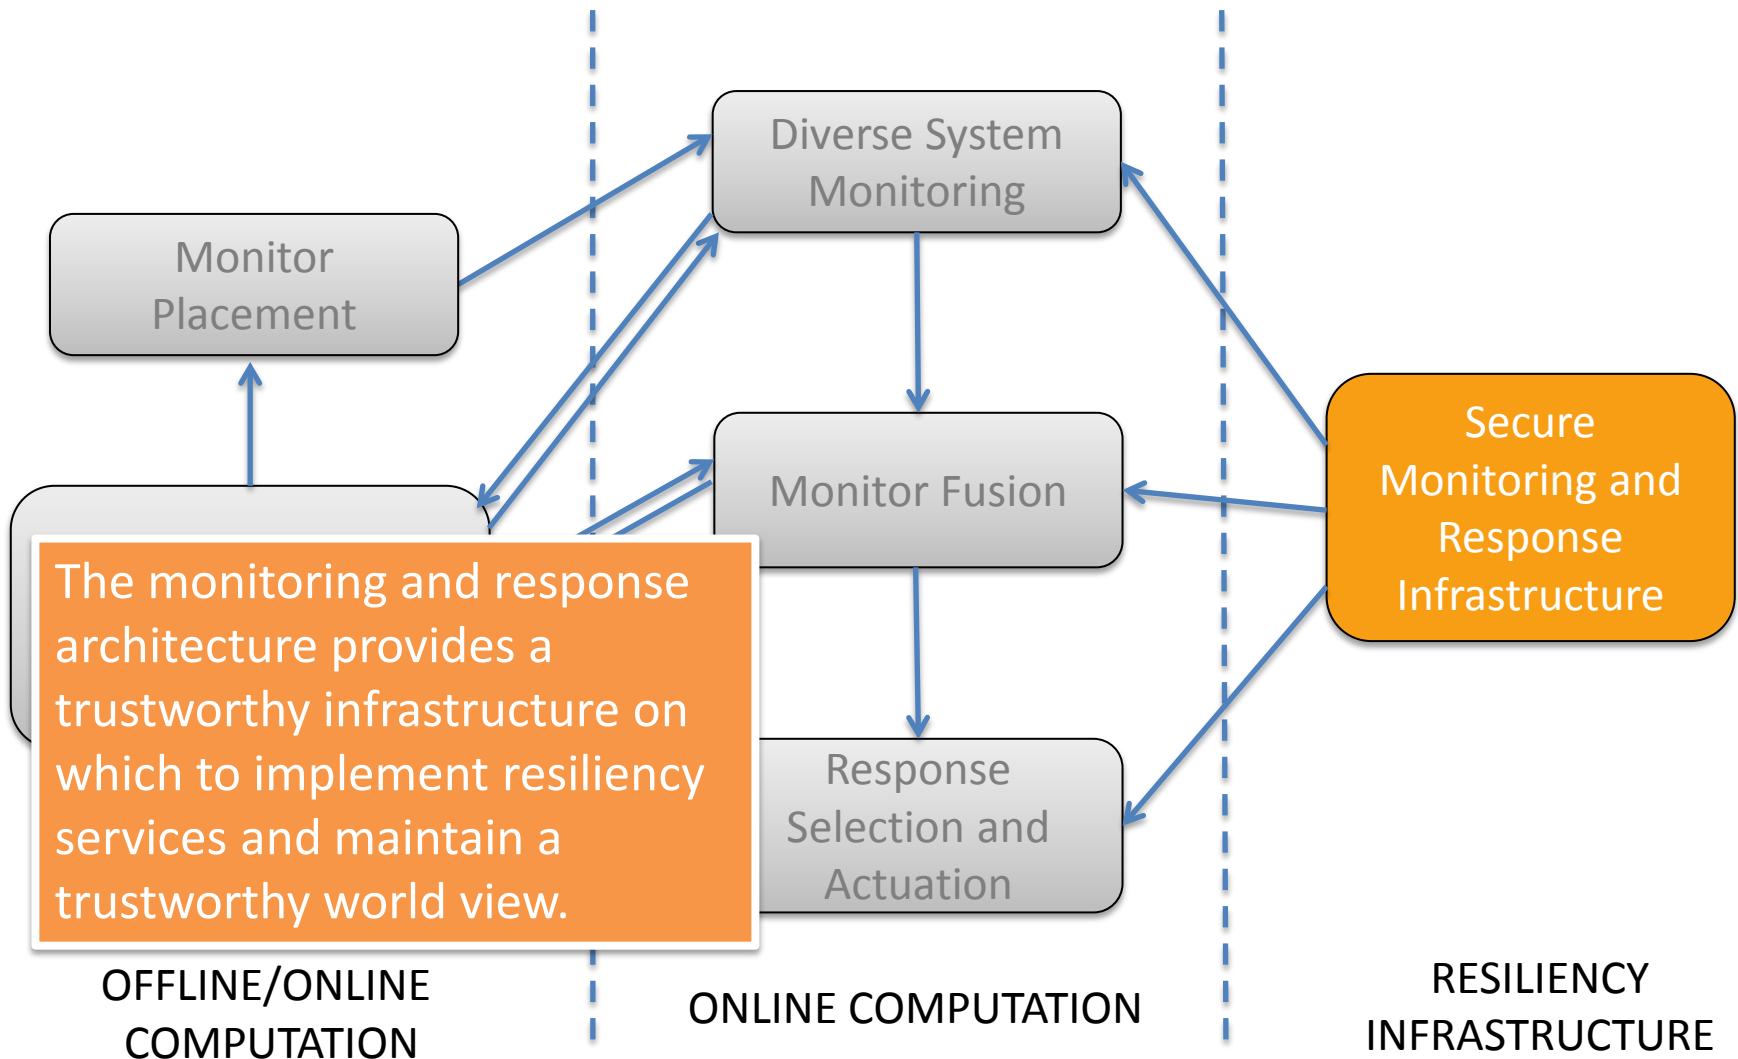 Diverse System
Monitoring
Monitor
Placement
Monitor Fusion
Secure
Monitoring and
Response
Infrastructure
The monitoring and response
architecture provides a
trustworthy infrastructure on
which to implement resiliency
services and maintain a
trustworthy world view.
Response
Selection and
Actuation
OFFLINE/ONLINE
COMPUTATION
ONLINE COMPUTATION
RESILIENCY
INFRASTRUCTURE